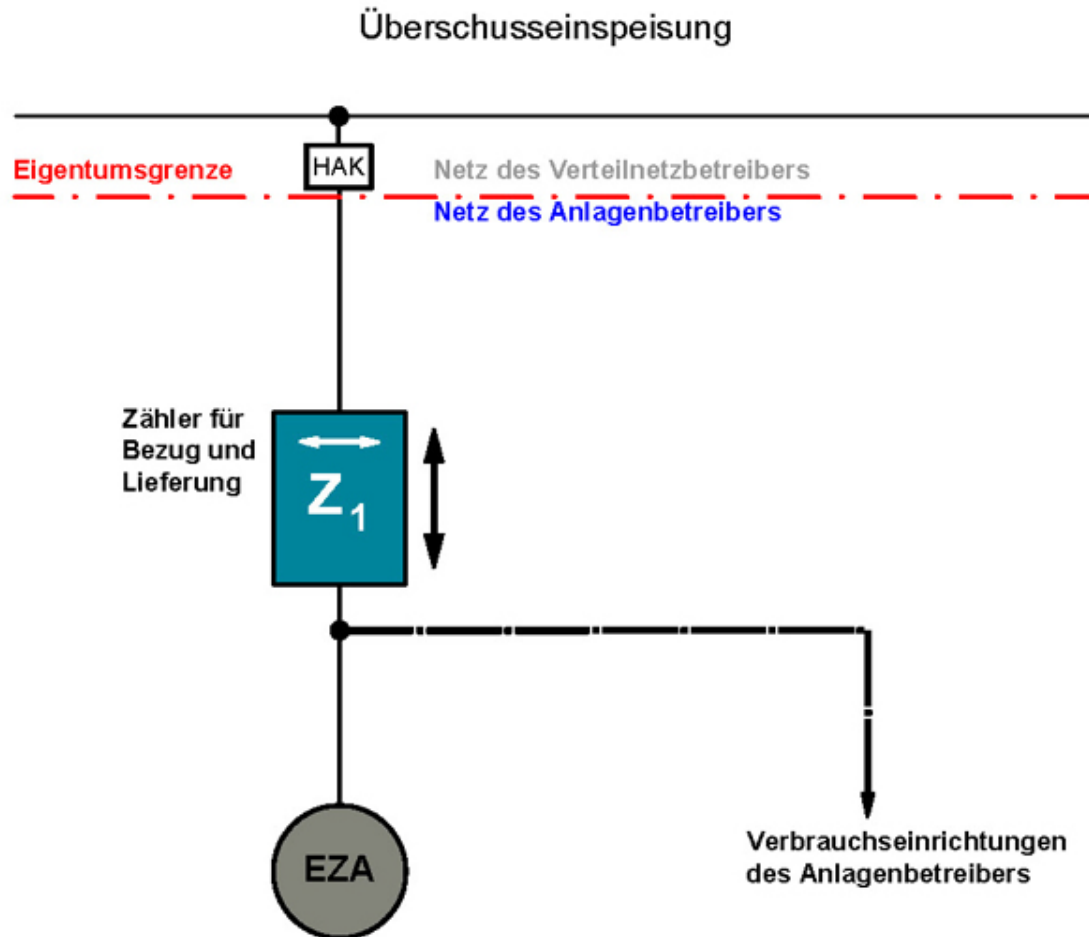 Überschusseinspeisung
HAK
Eigentumsgrenze
Netz des Verteilnetzbetreibers
Netz des Anlagenbetreibers
Zähler für
Bezug und
Lieferung
Z1
EZA
Verbrauchseinrichtungen
des Anlagenbetreibers